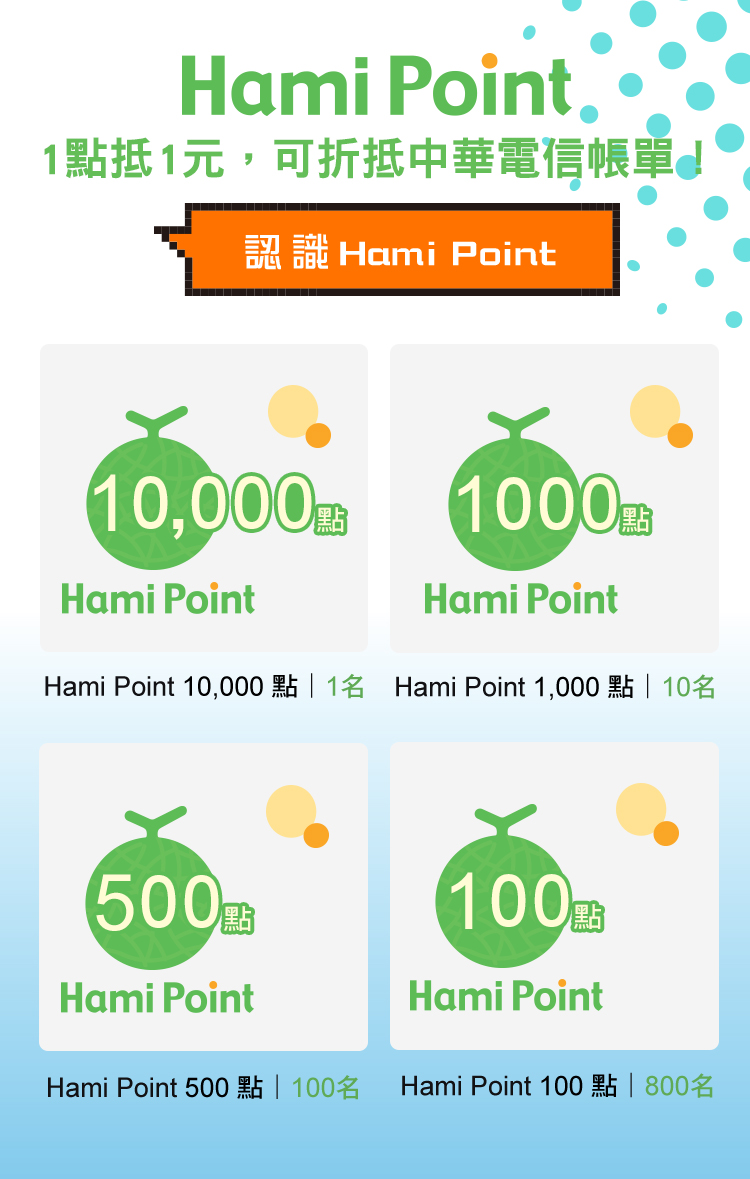 Hami Point
1點抵1元，可折抵中華電信帳單！
認識Hami Point
10,000點
Hami Point
1000點
Hami Point
Hami Point 10,000 點｜1名
Hami Point 1,000 點｜10名
500點
Hami Point
100點
Hami Point
Hami Point 500 點｜100名
Hami Point 100 點｜800名